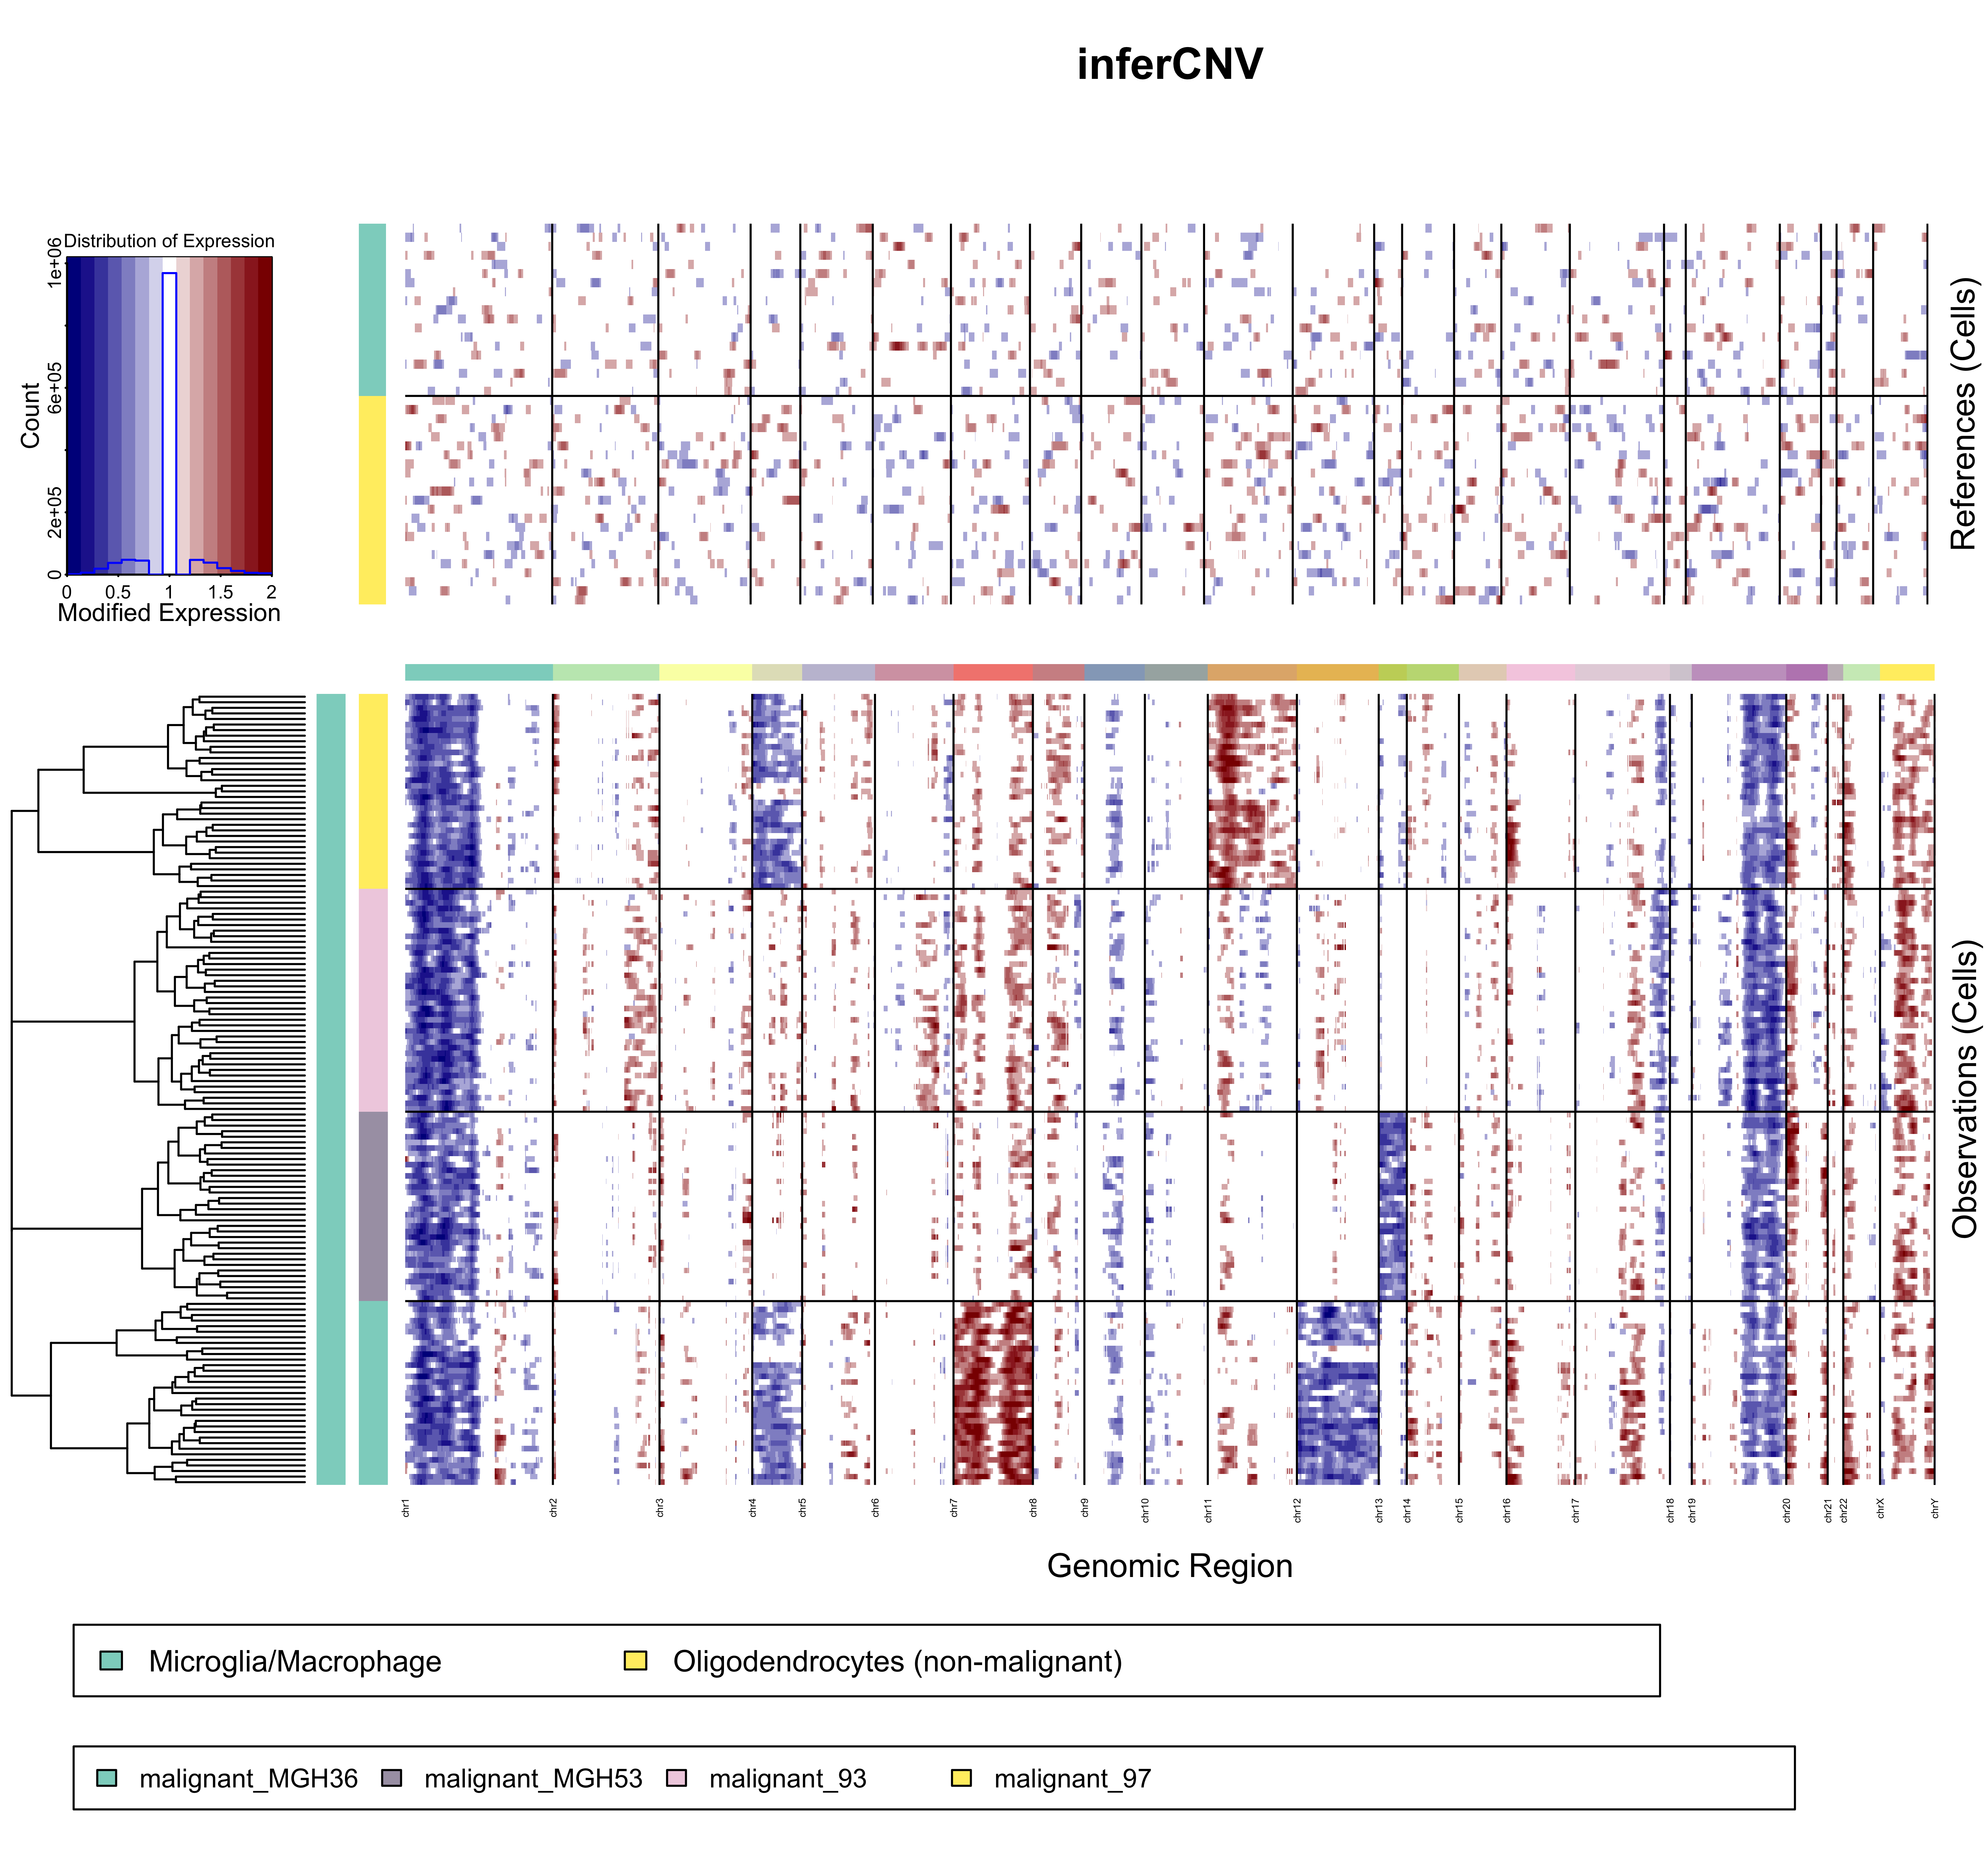 inferCNV
Distribution of Expression
Count
0
2e+05
6e+05
1e+06
0 0.5 1 1.5 2
Modified Expression
References (Cells)
Observations (Cells)
chr1 chr2 chr3 chr4 chr5 chr6 chr7 chr8 chr9 chr10 chr11 chr12 chr13 chr14 chr15 chr16 chr17 chr18 chr19 chr20 chr21 chr22 chrX chrY
Genomic Region
Microglia/Macrophage Oligodendrocytes (non-malignant)
malignant_MGH36 malignant_MGH53 malignant_93 malignant_97